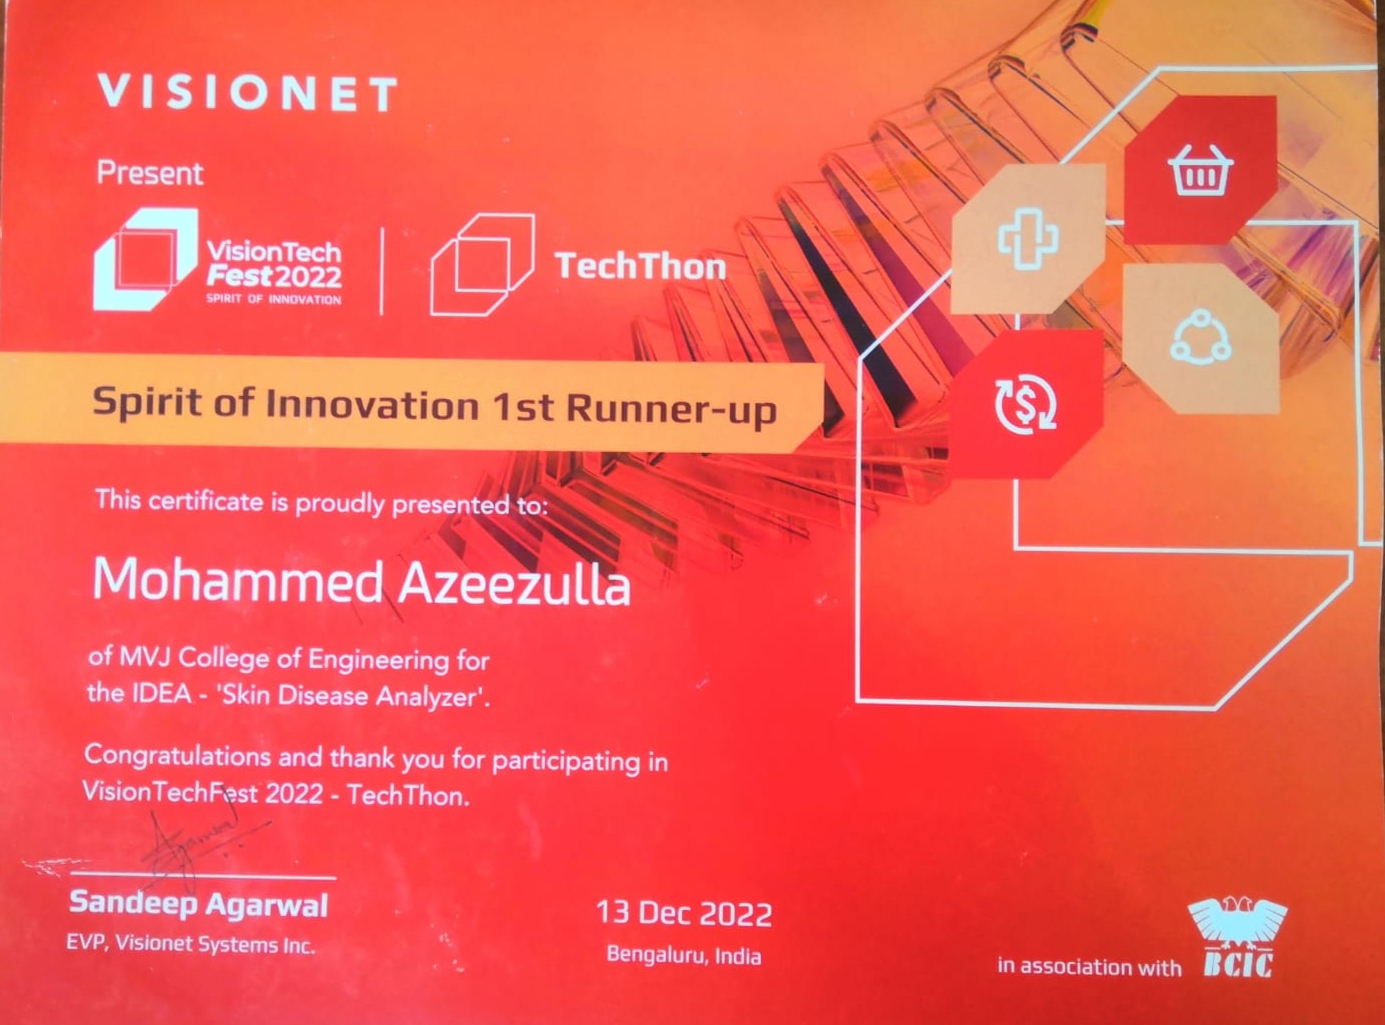 VISIONET
Present
VisionTech
Fest2022
SPIRIT OF INNOVATION
TechThon
Spirit of Innovation 1st Runner-up
This certificate is proudly presented to:
Mohammed Azeezulla
of MVJ College of Engineering for
the IDEA - 'Skin Disease Analyzer'.
Congratulations and thank you for participating in
VisionTechFest 2022 - TechThon.
Agarwal
Sandeep Agarwal
EVP, Visionet Systems Inc.
13 Dec 2022
Bengaluru, India
in association with
BCIC